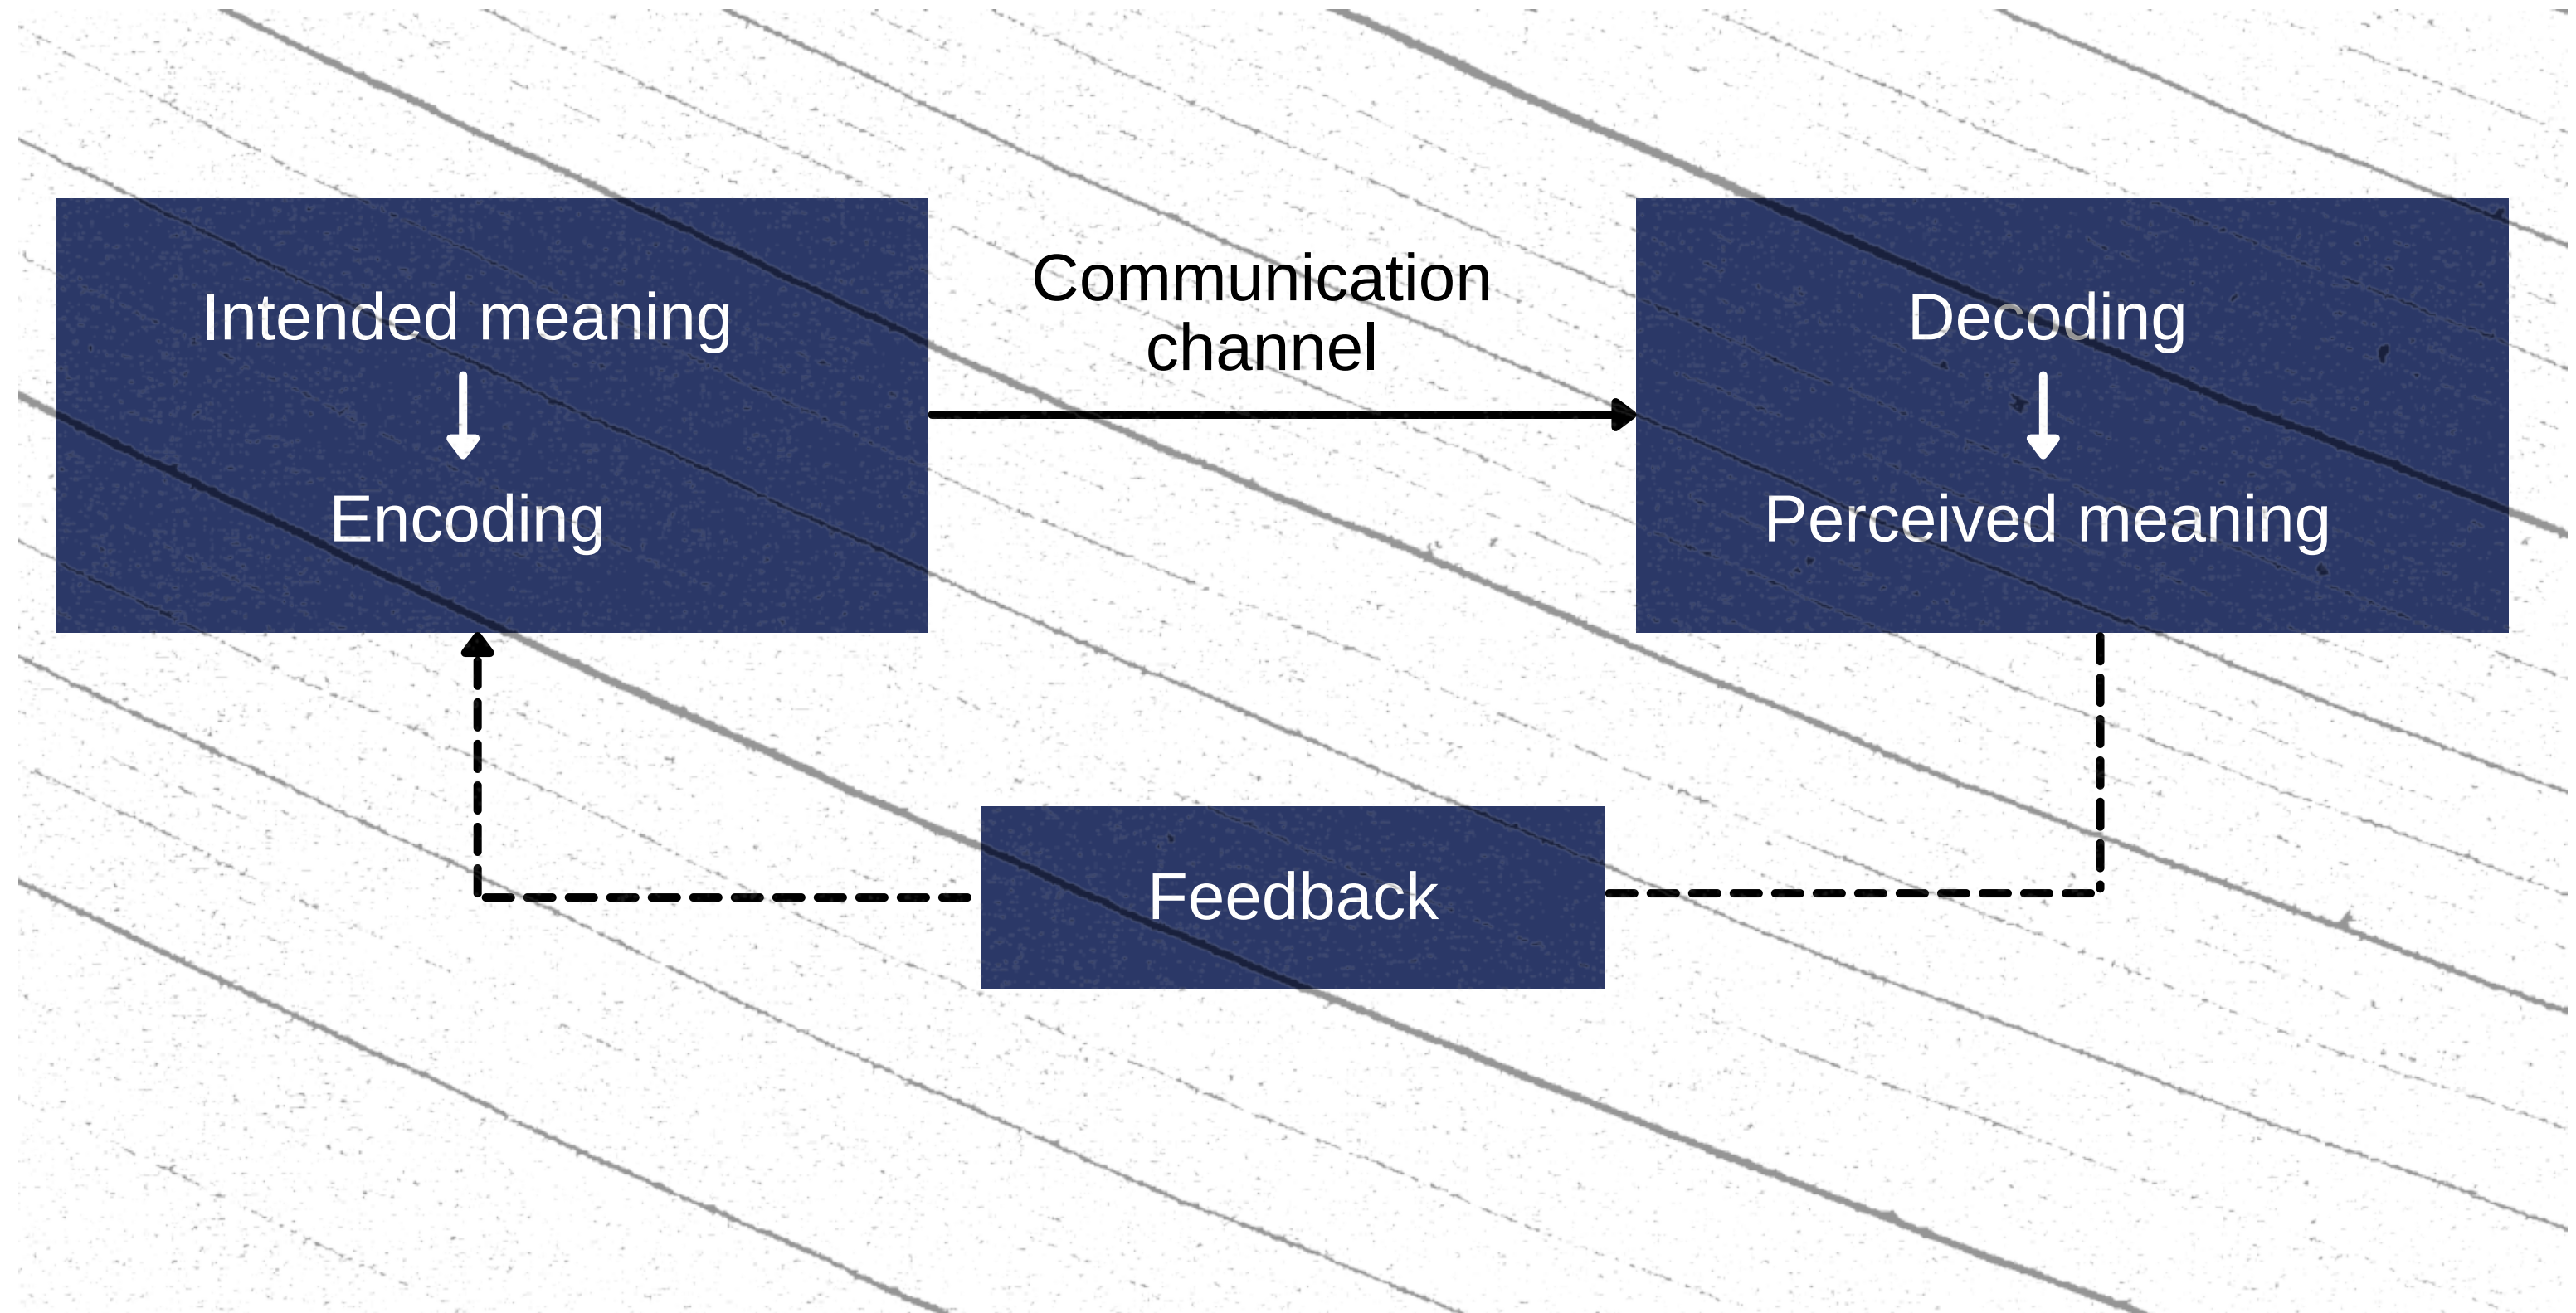 Intended meaning
Encoding
Communication
channel
Decoding
Perceived meaning
Feedback